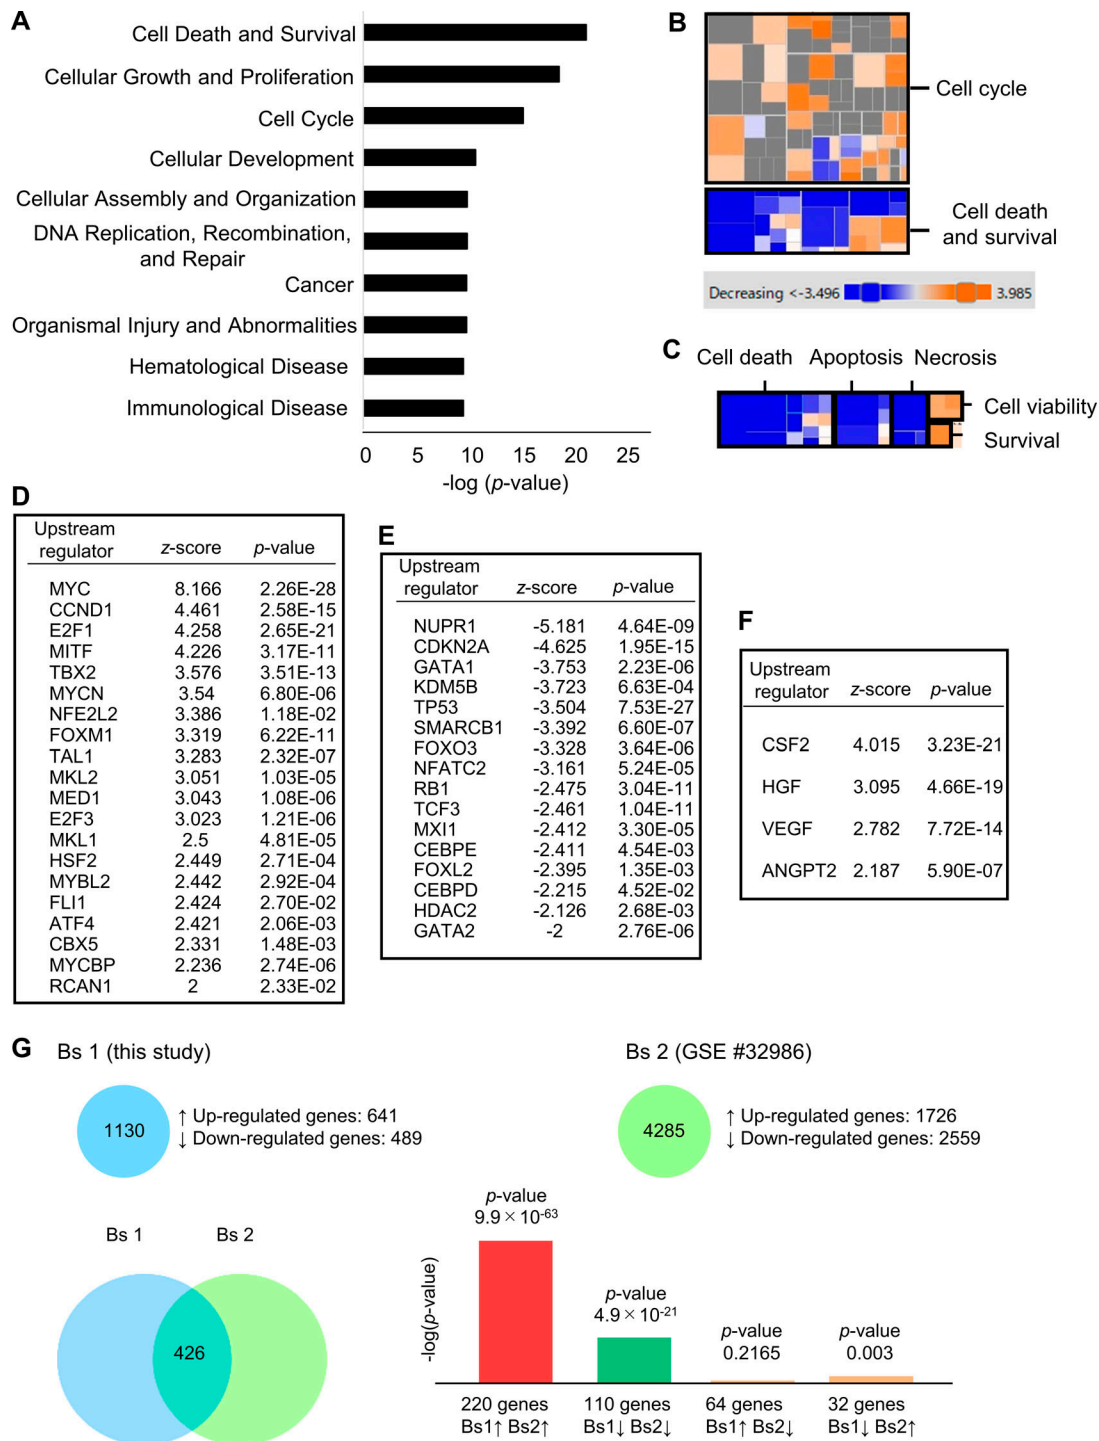 A
Cell Death and Survival
Cellular Growth and Proliferation
Cell Cycle
Cellular Development
Cellular Assembly and Organization
DNA Replication, Recombination,
and Repair
Cancer
Organismal Injury and Abnormalities
Hematological Disease
Immunological Disease
0 5 10 15 20 25
-log (p-value)
B
Cell cycle
Cell death
and survival
Decreasing <-3.496 3.985
C
Cell death Apoptosis Necrosis
Cell viability
Survival
D
Upstream
regulator z-score p-value
MYC 8.166 2.26E-28
CCND1 4.461 2.58E-15
E2F1 4.258 2.65E-21
MITF 4.226 3.17E-11
TBX2 3.576 3.51E-13
MYCN 3.54 6.80E-06
NFE2L2 3.386 1.18E-02
FOXM1 3.319 6.22E-11
TAL1 3.283 2.32E-07
MKL2 3.051 1.03E-05
MED1 3.043 1.08E-06
E2F3 3.023 1.21E-06
MKL1 2.5 4.81E-05
HSF2 2.449 2.71E-04
MYBL2 2.442 2.92E-04
FLI1 2.424 2.70E-02
ATF4 2.421 2.06E-03
CBX5 2.331 1.48E-03
MYCBP 2.236 2.74E-06
RCAN1 2 2.33E-02
E
Upstream
regulator z-score p-value
NUPR1 -5.181 4.64E-09
CDKN2A -4.625 1.95E-15
GATA1 -3.753 2.23E-06
KDM5B -3.723 6.63E-04
TP53 -3.504 7.53E-27
SMARCB1 -3.392 6.60E-07
FOXO3 -3.328 3.64E-06
NFATC2 -3.161 5.24E-05
RB1 -2.475 3.04E-11
TCF3 -2.461 1.04E-11
MXI1 -2.412 3.30E-05
CEBPE -2.411 4.54E-03
FOXL2 -2.395 1.35E-03
CEBPD -2.215 4.52E-02
HDAC2 -2.126 2.68E-03
GATA2 -2 2.76E-06
F
Upstream
regulator z-score p-value
CSF2 4.015 3.23E-21
HGF 3.095 4.66E-19
VEGF 2.782 7.72E-14
ANGPT2 2.187 5.90E-07
G
Bs 1 (this study)
1130
↑ Up-regulated genes: 641
↓ Down-regulated genes: 489
Bs 2 (GSE #32986)
4285
↑ Up-regulated genes: 1726
↓ Down-regulated genes: 2559
Bs 1 Bs 2
426
-log(p-value)
p-value
9.9×10-63
p-value
4.9×10-21
p-value
0.2165
p-value
0.003
220 genes 110 genes 64 genes 32 genes
Bs1↑ Bs2↑ Bs1↓ Bs2↓ Bs1↑ Bs2↓ Bs1↓ Bs2↑